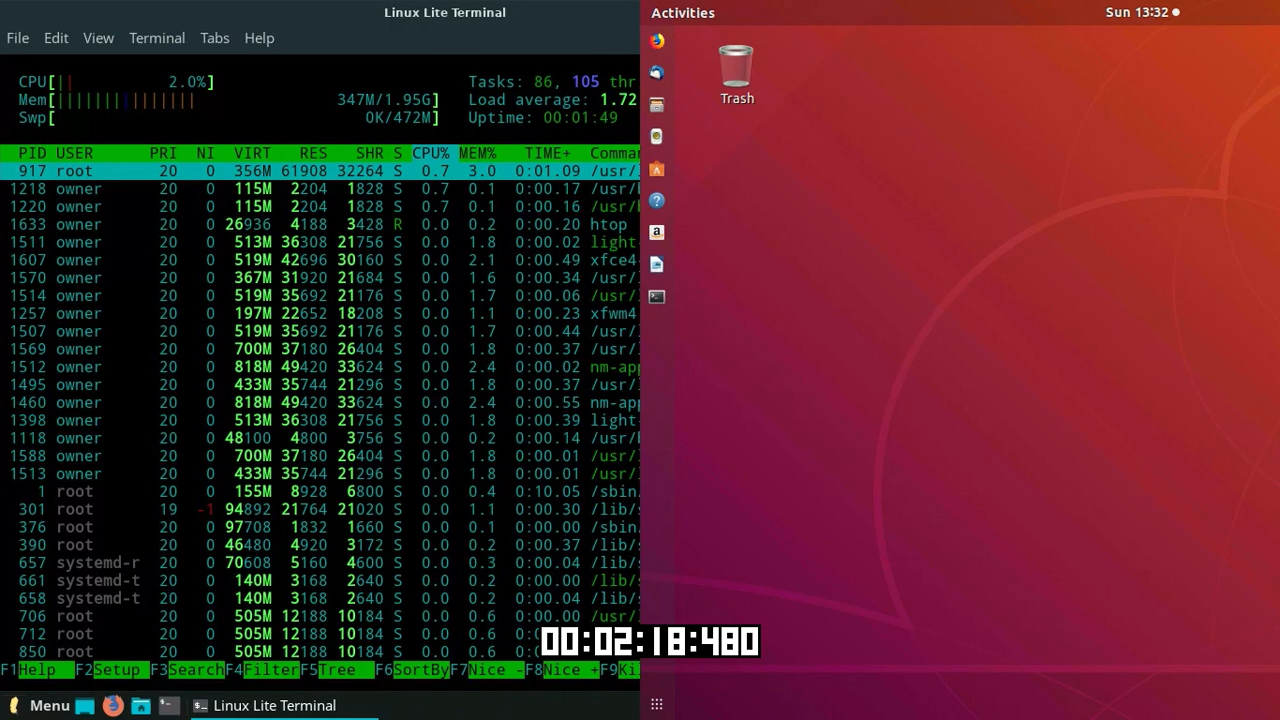 Linux Lite Terminal
File Edit View Terminal Tabs Help
CPU[|| 2.0%] Tasks: 86, 105 thr
Mem[|||||||||||||||| 347M/1.95G] Load average: 1.72
Swp[ 0K/472M] Uptime: 00:01:49
PID USER PRI NI VIRT RES SHR S CPU% MEM% TIME+ Comma
917 root 20 0 356M 61908 32264 S 0.7 3.0 0:01.09 /usr/
1218 owner 20 0 115M 2204 1828 S 0.7 0.1 0:00.17 /usr/
1220 owner 20 0 115M 2204 1828 S 0.7 0.1 0:00.16 /usr/
1633 owner 20 0 26936 4188 3428 R 0.0 0.2 0:00.20 htop
1511 owner 20 0 513M 36308 21756 S 0.0 1.8 0:00.02 light-
1607 owner 20 0 519M 42696 30160 S 0.0 2.1 0:00.49 xfce4-
1570 owner 20 0 367M 31920 21684 S 0.0 1.6 0:00.34 /usr/
1514 owner 20 0 519M 35692 21176 S 0.0 1.7 0:00.06 /usr/
1257 owner 20 0 197M 22652 18208 S 0.0 1.1 0:00.23 xfwm4
1507 owner 20 0 519M 35692 21176 S 0.0 1.7 0:00.44 /usr/
1569 owner 20 0 700M 37180 26404 S 0.0 1.8 0:00.37 /usr/
1512 owner 20 0 818M 49420 33624 S 0.0 2.4 0:00.02 nm-ap
1495 owner 20 0 433M 35744 21296 S 0.0 1.8 0:00.37 /usr/
1460 owner 20 0 818M 49420 33624 S 0.0 2.4 0:00.55 nm-ap
1398 owner 20 0 513M 36308 21756 S 0.0 1.8 0:00.39 light-
1118 owner 20 0 48100 4800 3756 S 0.0 0.2 0:00.14 /usr/
1588 owner 20 0 700M 37180 26404 S 0.0 1.8 0:00.01 /usr/
1513 owner 20 0 433M 35744 21296 S 0.0 1.8 0:00.01 /usr/
1 root 20 0 155M 8928 6800 S 0.0 0.4 0:10.05 /sbin
301 root 19 -1 94892 21764 21020 S 0.0 1.1 0:00.30 /lib/
376 root 20 0 97708 1832 1660 S 0.0 0.1 0:00.00 /sbin
390 root 20 0 46480 4920 3172 S 0.0 0.2 0:00.37 /lib/
657 systemd-r 20 0 70608 5160 4600 S 0.0 0.3 0:00.04 /lib/
661 systemd-t 20 0 140M 3168 2640 S 0.0 0.2 0:00.00 /lib/
658 systemd-t 20 0 140M 3168 2640 S 0.0 0.2 0:00.04 /lib/
706 root 20 0 505M 12188 10184 S 0.0 0.6 0:00.00 /usr/
712 root 20 0 505M 12188 10184 S 0.0 0.6
850 root 20 0 505M 12188 10184 S 0.0 0.6
F1Help F2Setup F3Search F4Filter F5Tree F6SortBy F7Nice - F8Nice + F9Ki
Menu Linux Lite Terminal
Activities
Sun 13:32
Trash
00:02:18:480